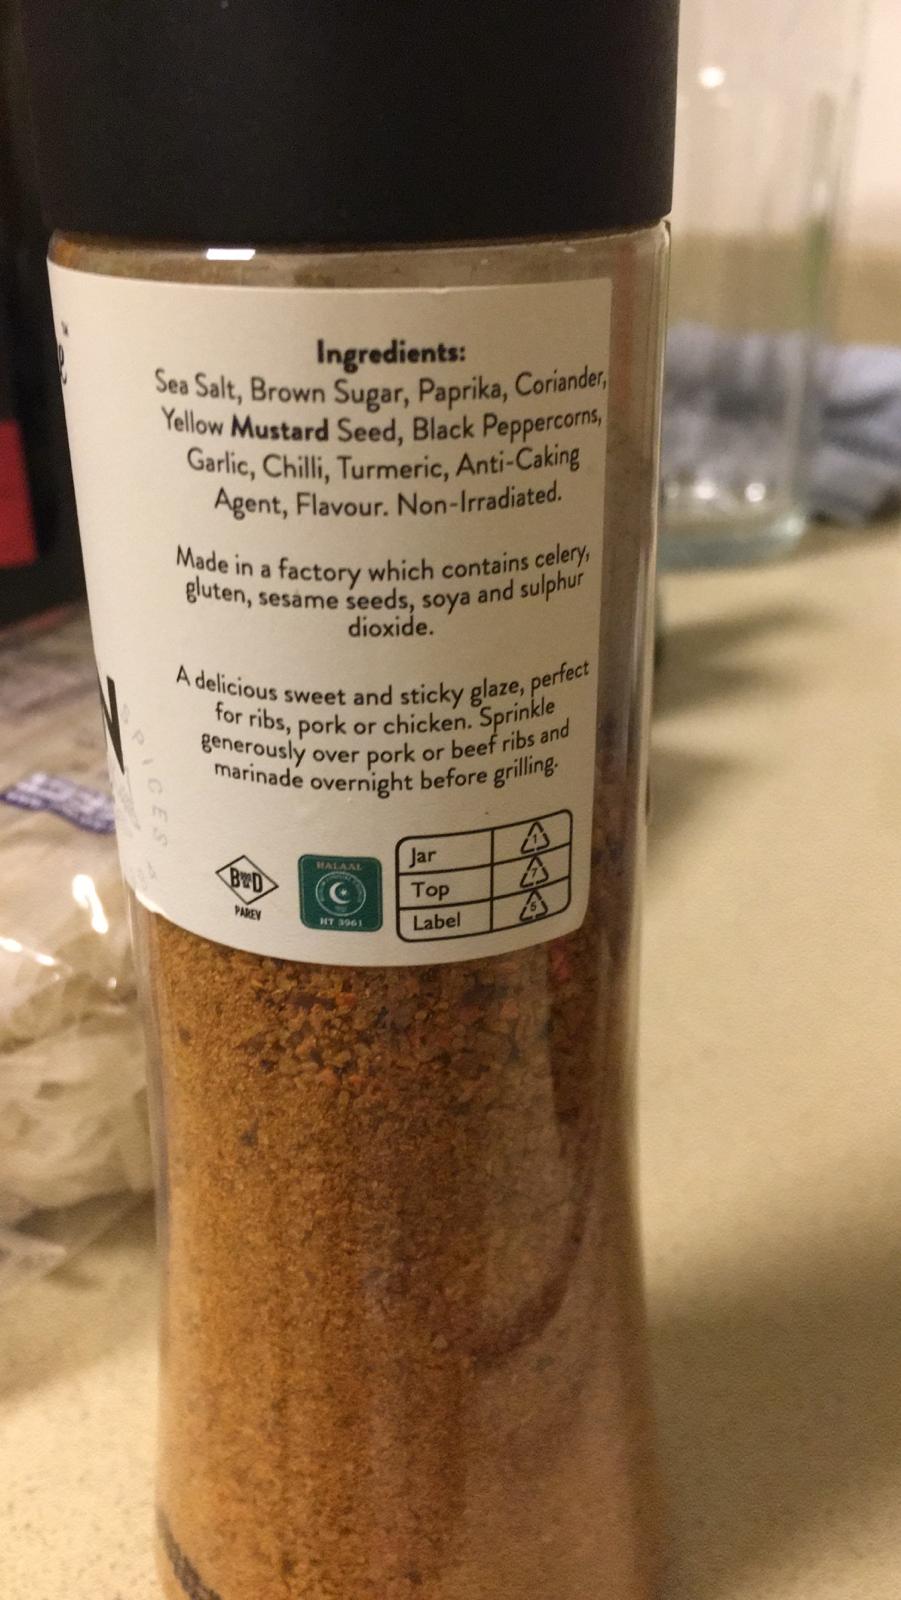 Ingredients:
Sea Salt, Brown Sugar, Paprika, Coriander,
Yellow Mustard Seed, Black Peppercorns,
Garlic, Chilli, Turmeric, Anti-Caking
Agent, Flavour. Non-Irradiated.
Made in a factory which contains celery,
gluten, sesame seeds, soya and sulphur
dioxide.
A delicious sweet and sticky glaze, perfect
for ribs, pork or chicken. Sprinkle
generously over pork or beef ribs and
marinade overnight before grilling.
PAREV
HALAAL
HT 3961
Jar 1
Top 7
Label 5
SPICES
N